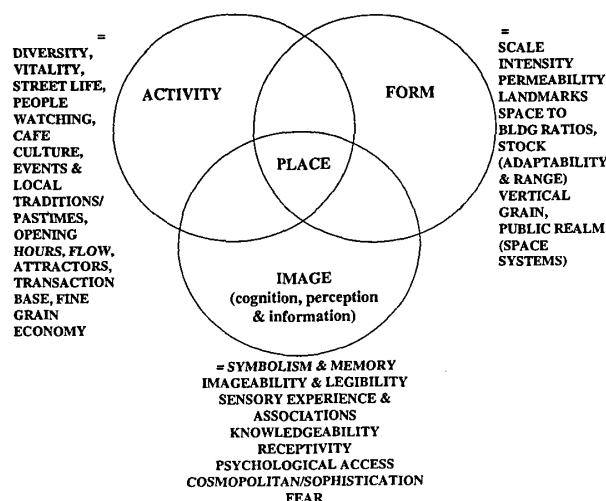 =
DIVERSITY,
VITALITY,
STREET LIFE,
PEOPLE
WATCHING,
CAFE
CULTURE,
EVENTS &
LOCAL
TRADITIONS/
PASTIMES,
OPENING
HOURS, FLOW,
ATTRACTORS,
TRANSACTION
BASE, FINE
GRAIN
ECONOMY
ACTIVITY
FORM
PLACE
IMAGE
(cognition, perception
& information)
=
SCALE
INTENSITY
PERMEABILITY
LANDMARKS
SPACE TO
BLDG RATIOS,
STOCK
(ADAPTABILITY
& RANGE)
VERTICAL
GRAIN,
PUBLIC REALM
(SPACE
SYSTEMS)
= SYMBOLISM & MEMORY
IMAGEABILITY & LEGIBILITY
SENSORY EXPERIENCE &
ASSOCIATIONS
KNOWLEDGEABILITY
RECEPTIVITY
PSYCHOLOGICAL ACCESS
COSMOPOLITAN/SOPHISTICATION
FEAR